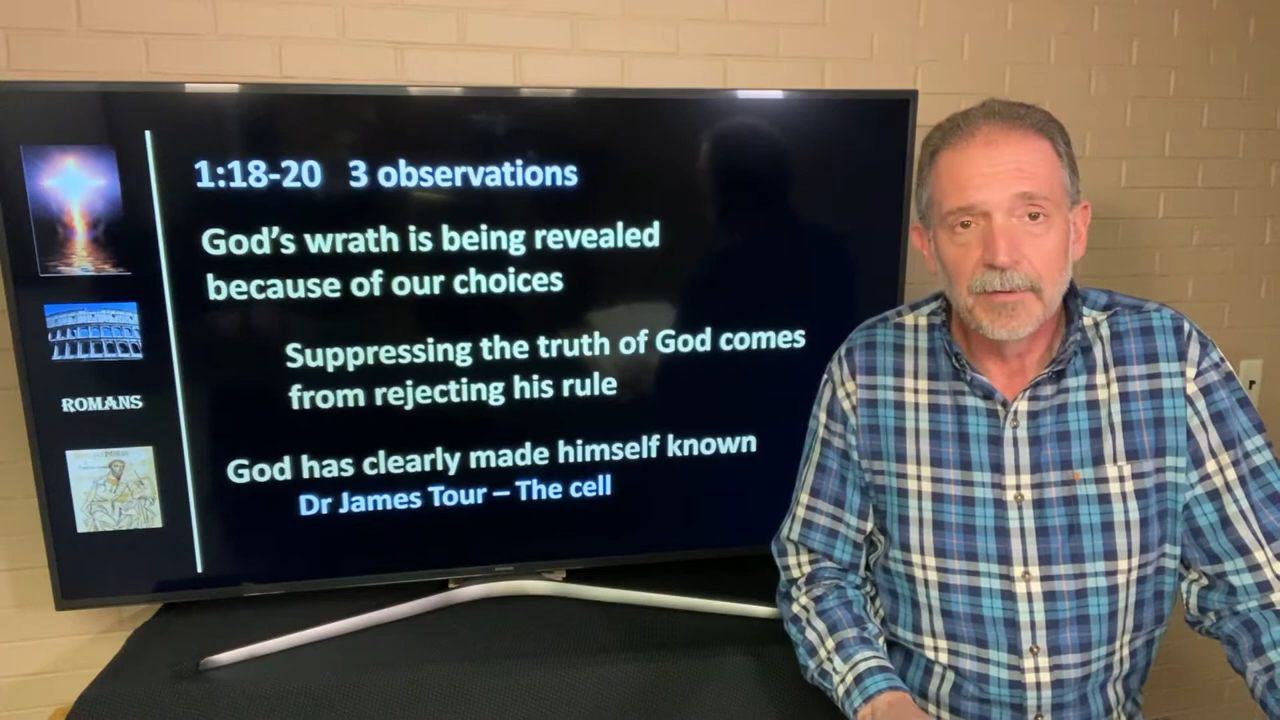 1:18-20 3 observations
God's wrath is being revealed
because of our choices
Suppressing the truth of God comes
from rejecting his rule
ROMANS
God has clearly made himself known
Dr James Tour – The cell